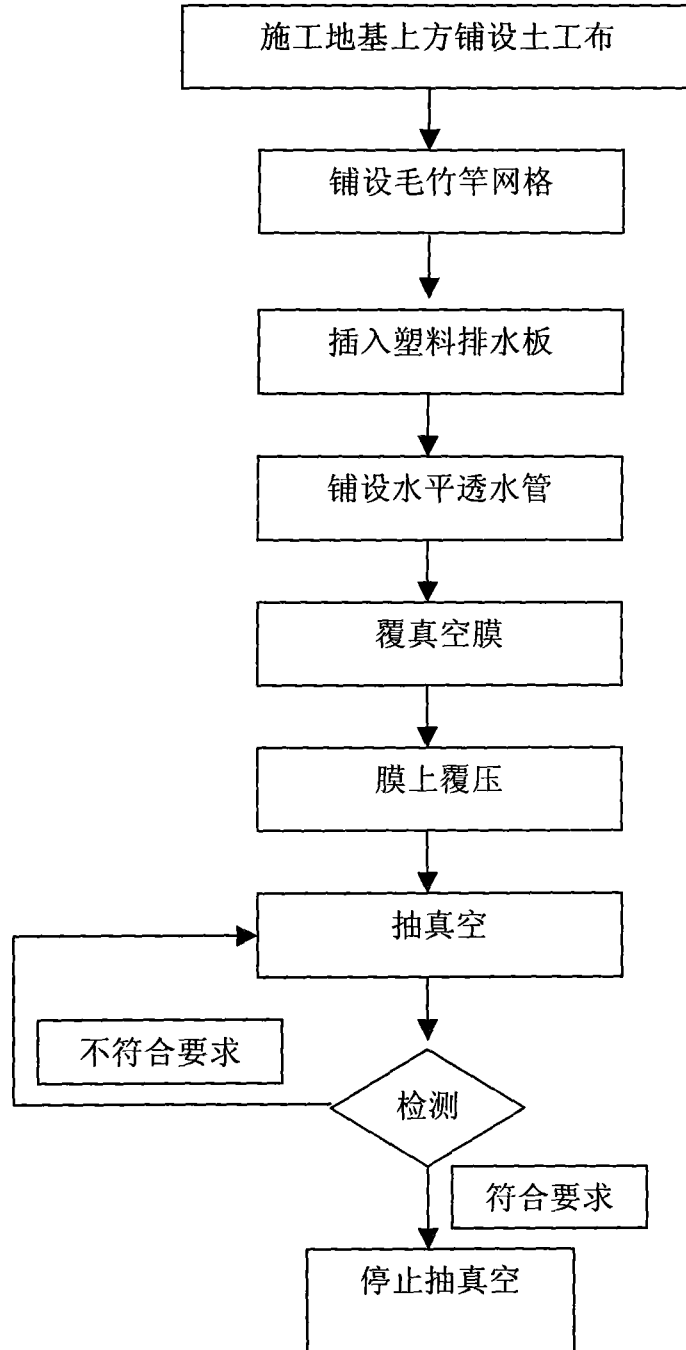 施工地基上方铺设土工布
铺设毛竹竿网格
插入塑料排水板
铺设水平透水管
覆真空膜
膜上覆压
抽真空
不符合要求
检测
符合要求
停止抽真空